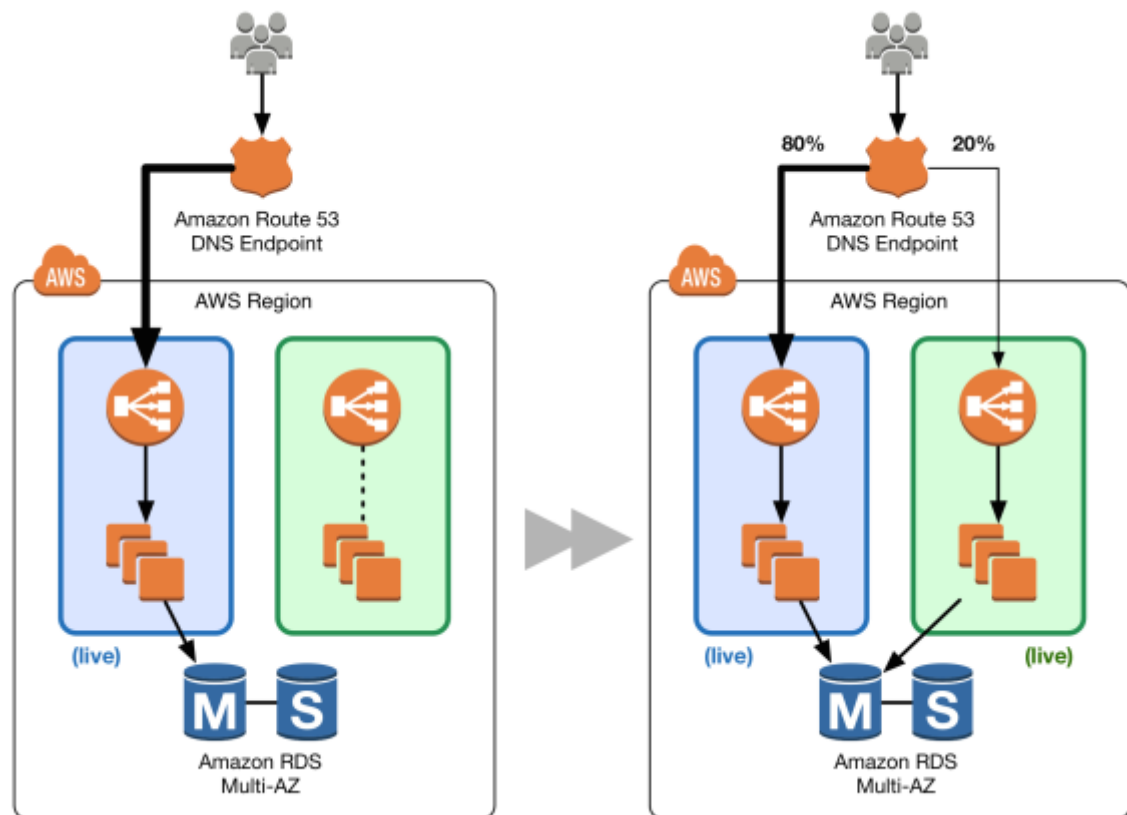 Amazon Route 53
DNS Endpoint
AWS
AWS Region
(live)
M
S
Amazon RDS
Multi-AZ
80%
20%
Amazon Route 53
DNS Endpoint
AWS
AWS Region
(live)
(live)
M
S
Amazon RDS
Multi-AZ